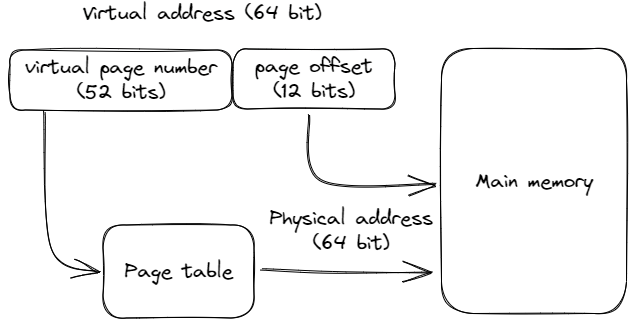 Virtual address (64 bit)
virtual page number
(52 bits)
page offset
(12 bits)
Main memory
Physical address
(64 bit)
Page table